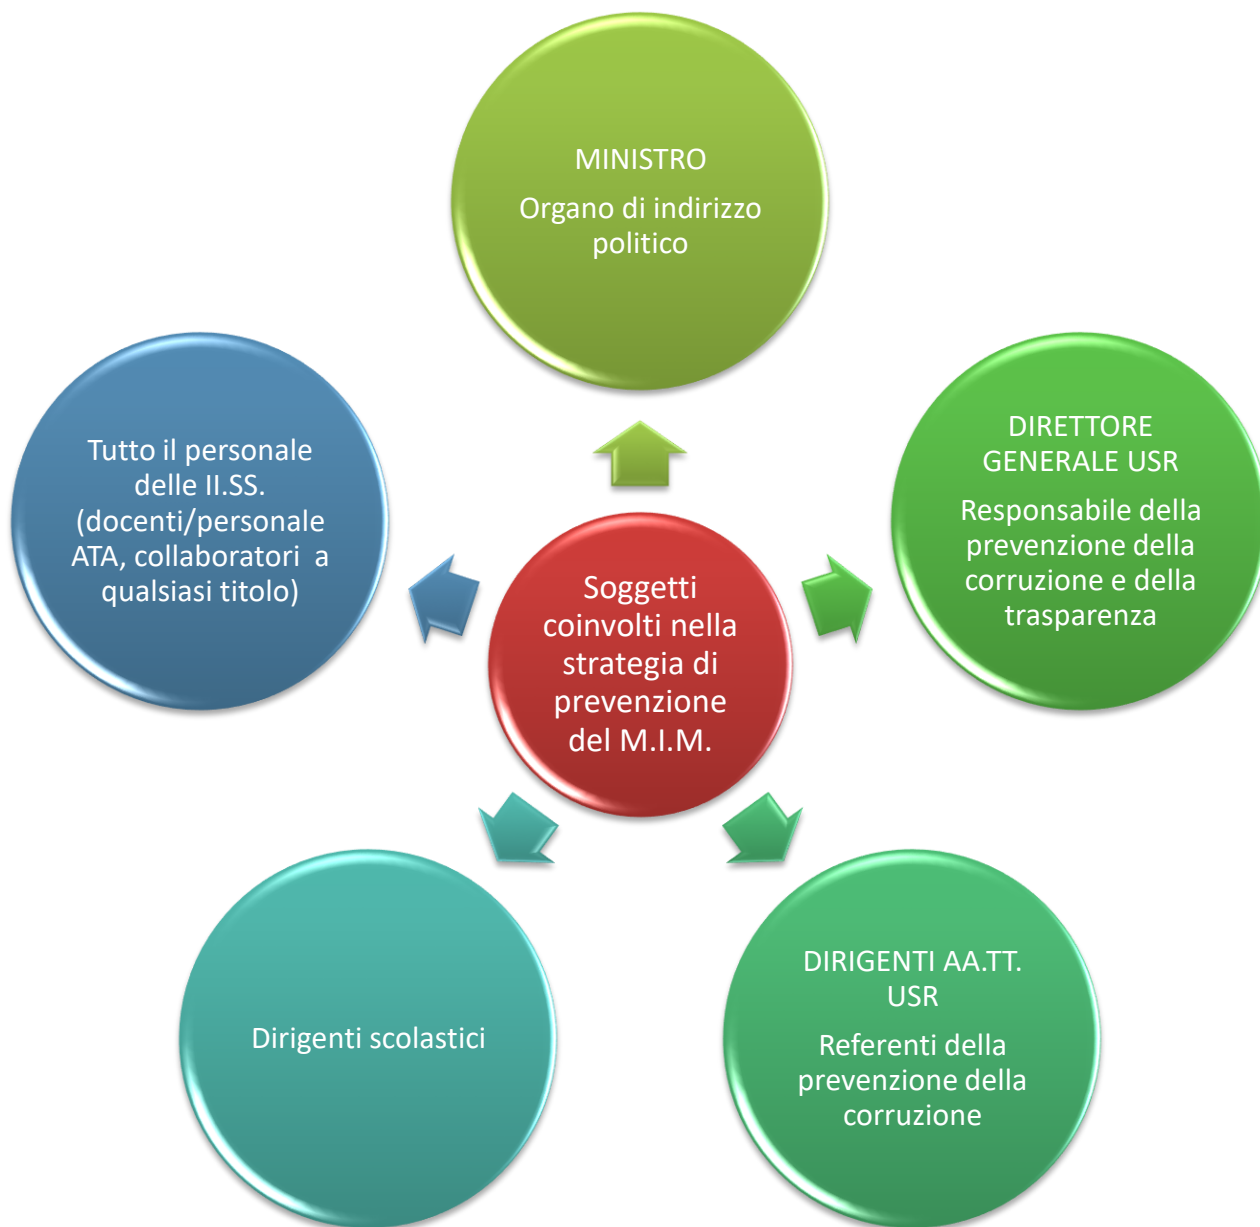 MINISTRO
Organo di indirizzo
politico
DIRETTORE
GENERALE USR
Responsabile della
prevenzione della
corruzione e della
trasparenza
DIRIGENTI AA.TT.
USR
Referenti della
prevenzione della
corruzione
Dirigenti scolastici
Tutto il personale
delle II.SS.
(docenti/personale
ATA, collaboratori a
qualsiasi titolo)
Soggetti
coinvolti nella
strategia di
prevenzione
del M.I.M.